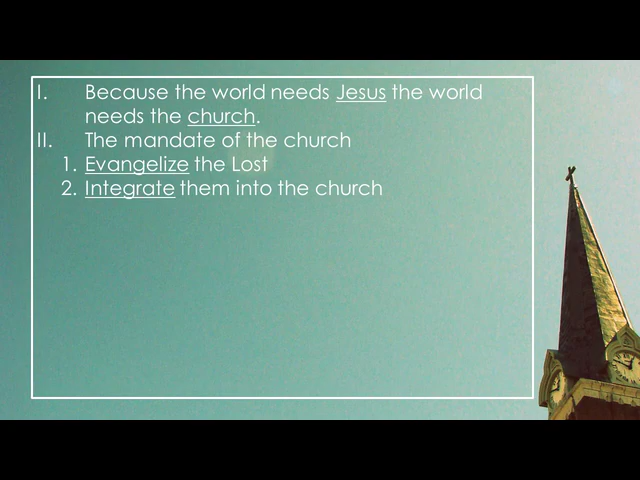 I. Because the world needs Jesus the world
needs the church.
II. The mandate of the church
1. Evangelize the Lost
2. Integrate them into the church